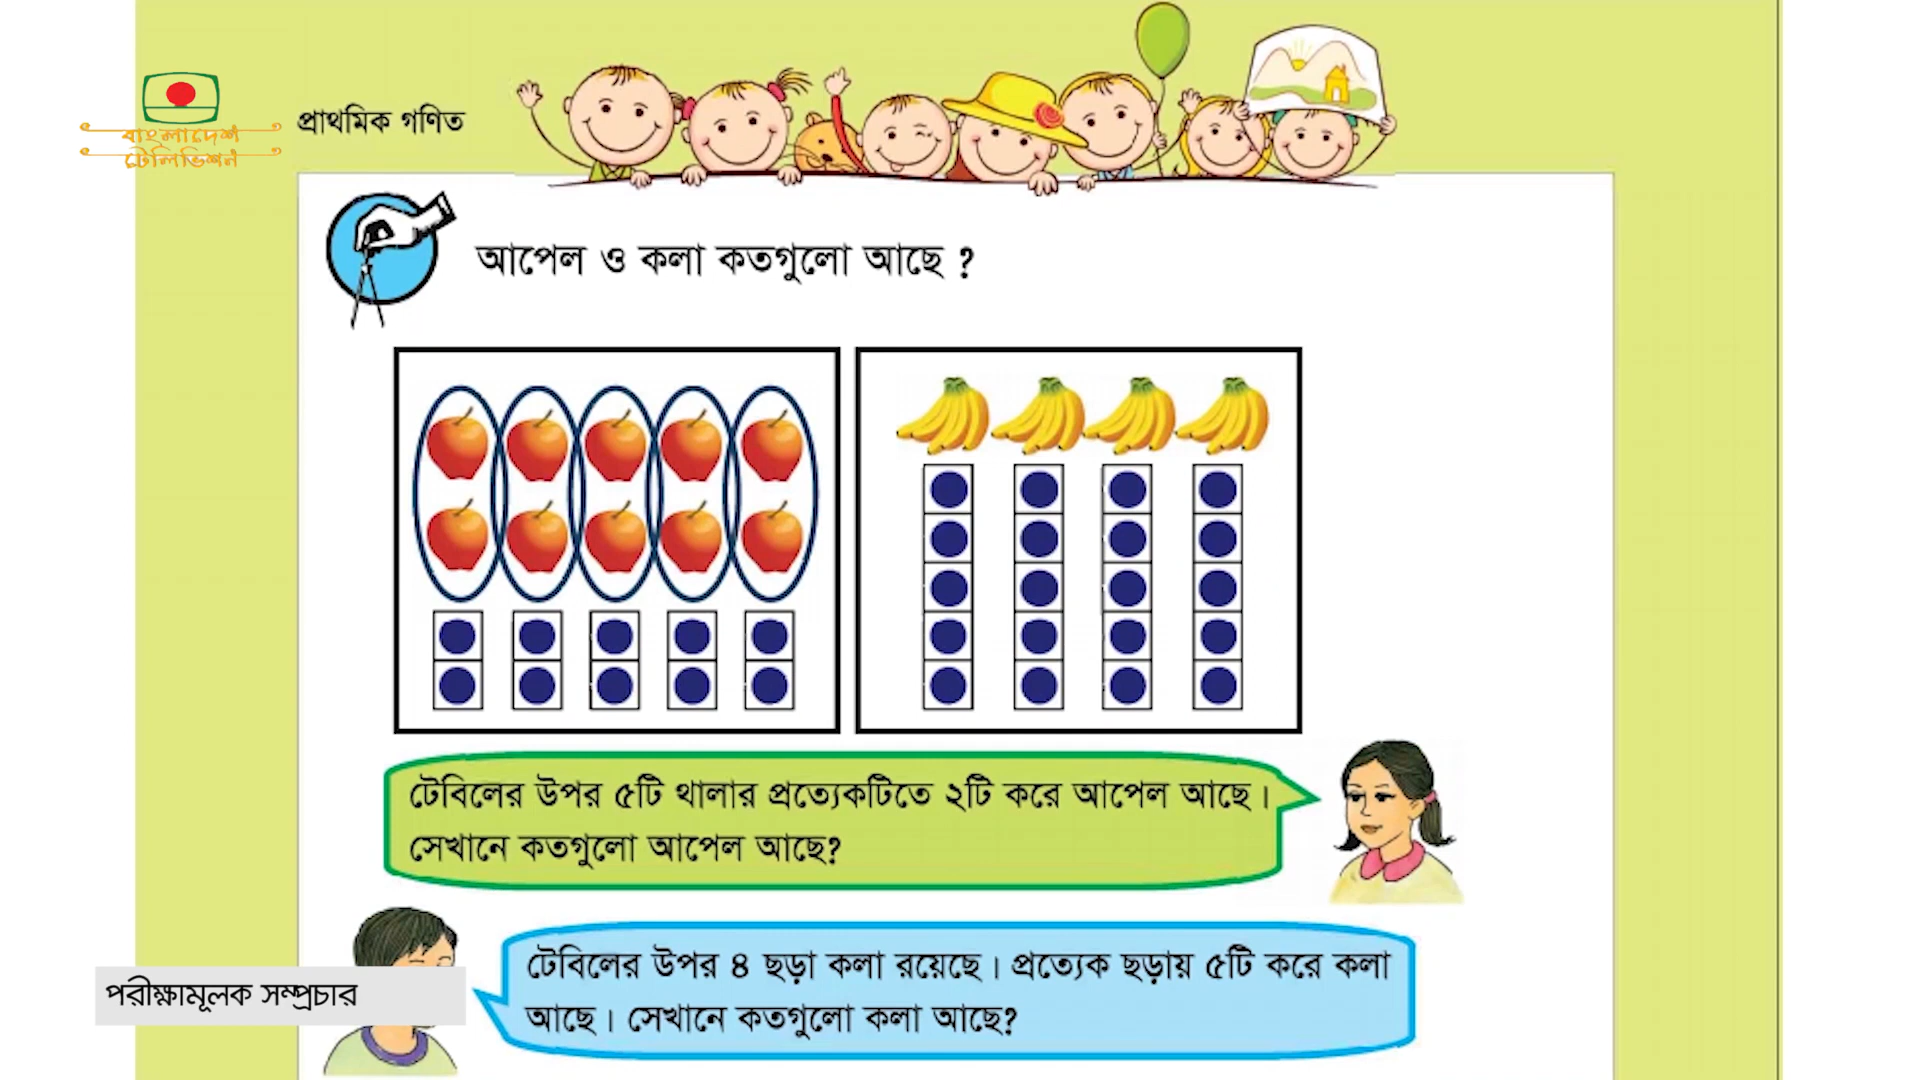 বাংলাদেশ
টেলিভিশন
প্রাথমিক গণিত
আপেল ও কলা কতগুলো আছে ?
টেবিলের উপর ৫টি থালার প্রত্যেকটিতে ২টি করে আপেল আছে।
সেখানে কতগুলো আপেল আছে?
টেবিলের উপর ৪ ছড়া কলা রয়েছে। প্রত্যেক ছড়ায় ৫টি করে কলা
আছে। সেখানে কতগুলো কলা আছে?
পরীক্ষামূলক সম্প্রচার